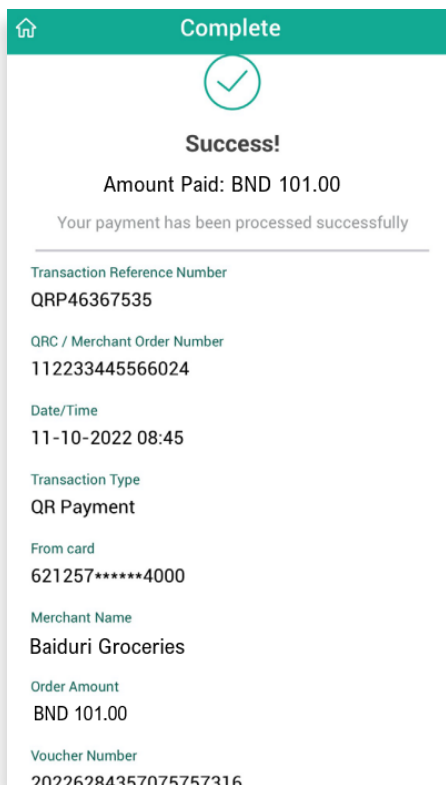 Complete
Success!
Amount Paid: BND 101.00
Your payment has been processed successfully
Transaction Reference Number
QRP46367535
QRC / Merchant Order Number
112233445566024
Date/Time
11-10-2022 08:45
Transaction Type
QR Payment
From card
621257******4000
Merchant Name
Baiduri Groceries
Order Amount
BND 101.00
Voucher Number
20226284357075757316